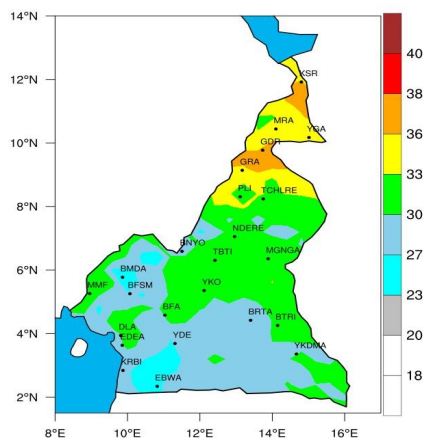 14°N
12°N
10°N
8°N
6°N
4°N
2°N
KSR
MRA
YGA
GDR
GRA
PLI
TCHLRE
NDERE
BNYO
TBTI
MGNGA
BMDA
MMF
BFSM
YKO
BFA
BRTA
BTRI
DLA
EDEA
YDE
YKDMA
KRBI
EBWA
8°E
10°E
12°E
14°E
16°E
40
38
36
33
30
27
23
20
18